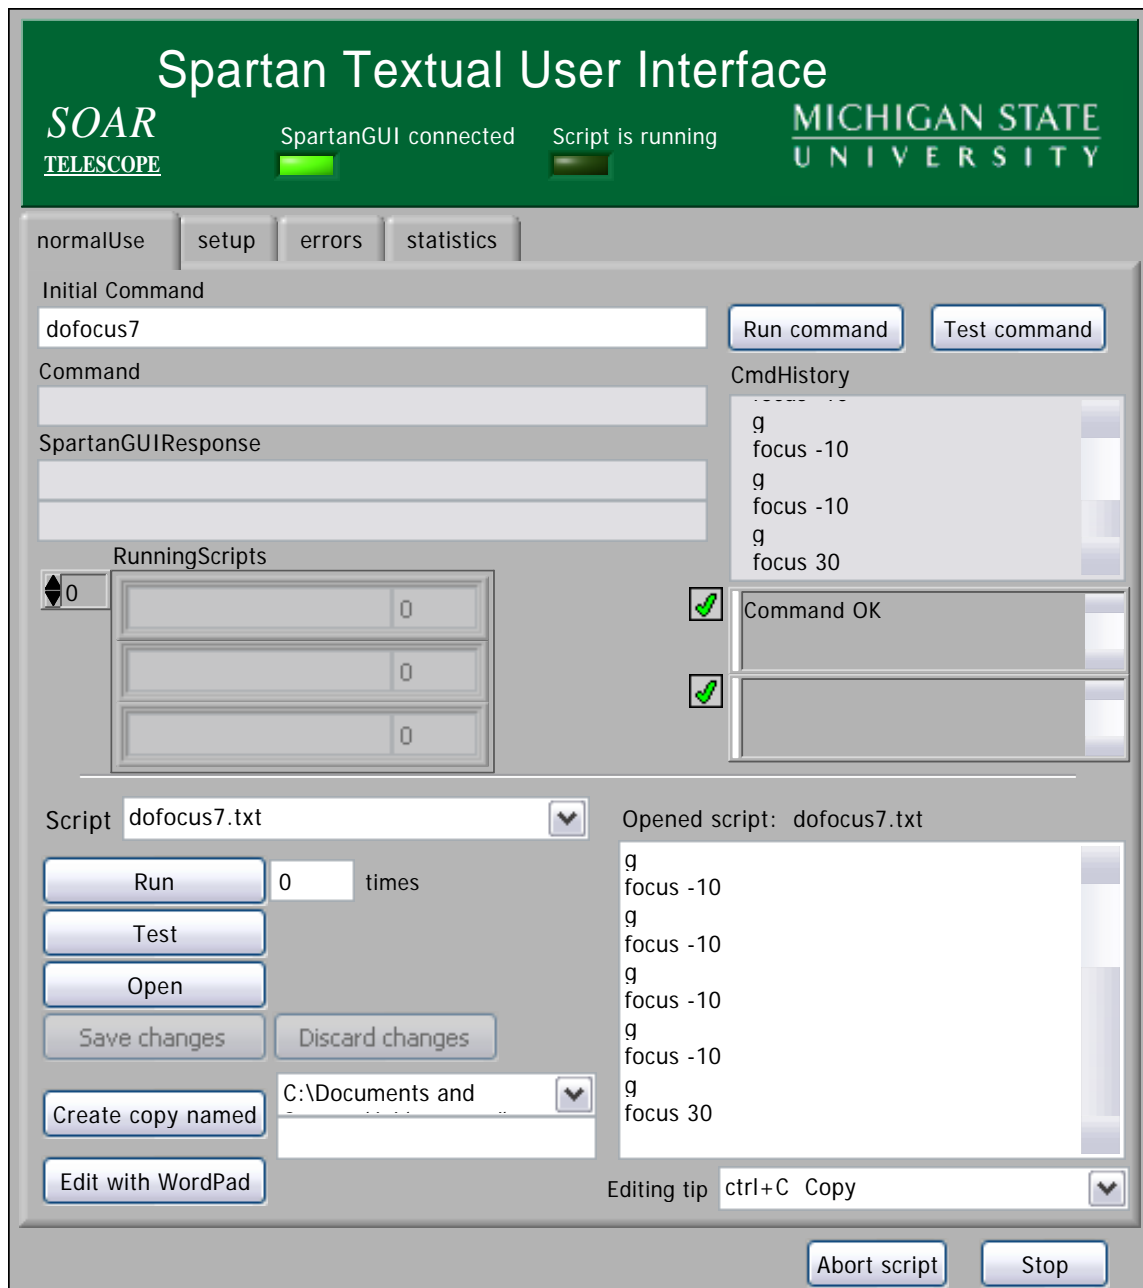 Spartan Textual User Interface
SOAR
TELESCOPE
SpartanGUI connected
Script is running
MICHIGAN STATE
UNIVERSITY
normalUse
setup
errors
statistics
Initial Command
dofocus7
Run command
Test command
Command
CmdHistory
g
focus -10
g
focus -10
g
focus 30
SpartanGUIResponse
RunningScripts
0
0
0
0
Command OK
Script
dofocus7.txt
Run
0
times
Test
Open
Save changes
Discard changes
Create copy named
C:\Documents and
Edit with WordPad
Opened script: dofocus7.txt
g
focus -10
g
focus -10
g
focus -10
g
focus -10
g
focus 30
Editing tip
ctrl+C Copy
Abort script
Stop